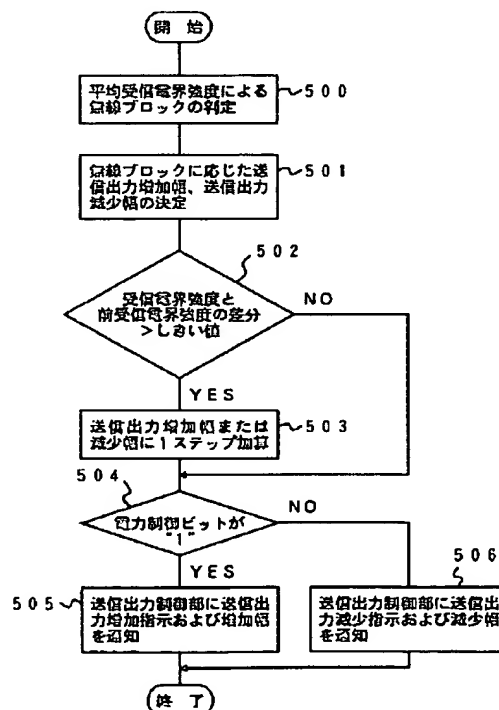 開 始
平均受信電界強度による
無線ブロックの判定
500
無線ブロックに応じた送
信出力増加幅、送信出力
減少幅の決定
501
502
受信電界強度と
前受信電界強度の差分
>しきい値
NO
YES
送信出力増加幅または
減少幅に1ステップ加算
503
504
電力制御ビットが
"1"
NO
YES
505
送信出力制御部に送信出
力増加指示および増加幅
を通知
506
送信出力制御部に送信出
力減少指示および減少幅
を通知
終 了